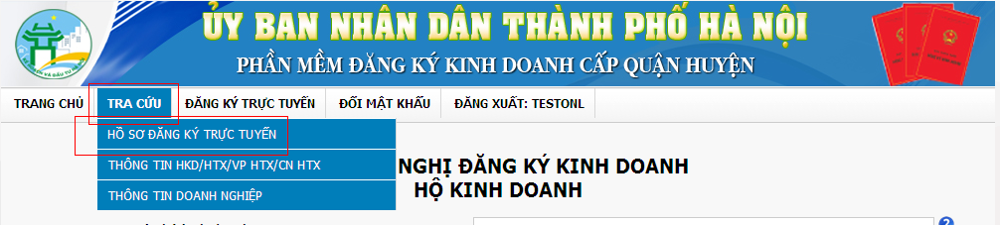 ỦY BAN NHÂN DÂN THÀNH PHỐ HÀ NỘI
PHẦN MỀM ĐĂNG KÝ KINH DOANH CẤP QUẬN HUYỆN
TRANG CHỦ TRA CỨU ĐĂNG KÝ TRỰC TUYẾN ĐỔI MẬT KHẨU ĐĂNG XUẤT: TESTONL
HỒ SƠ ĐĂNG KÝ TRỰC TUYẾN
THÔNG TIN HKD/HTX/VP HTX/CN HTX
THÔNG TIN DOANH NGHIỆP
NGHỊ ĐĂNG KÝ KINH DOANH
HỘ KINH DOANH
?